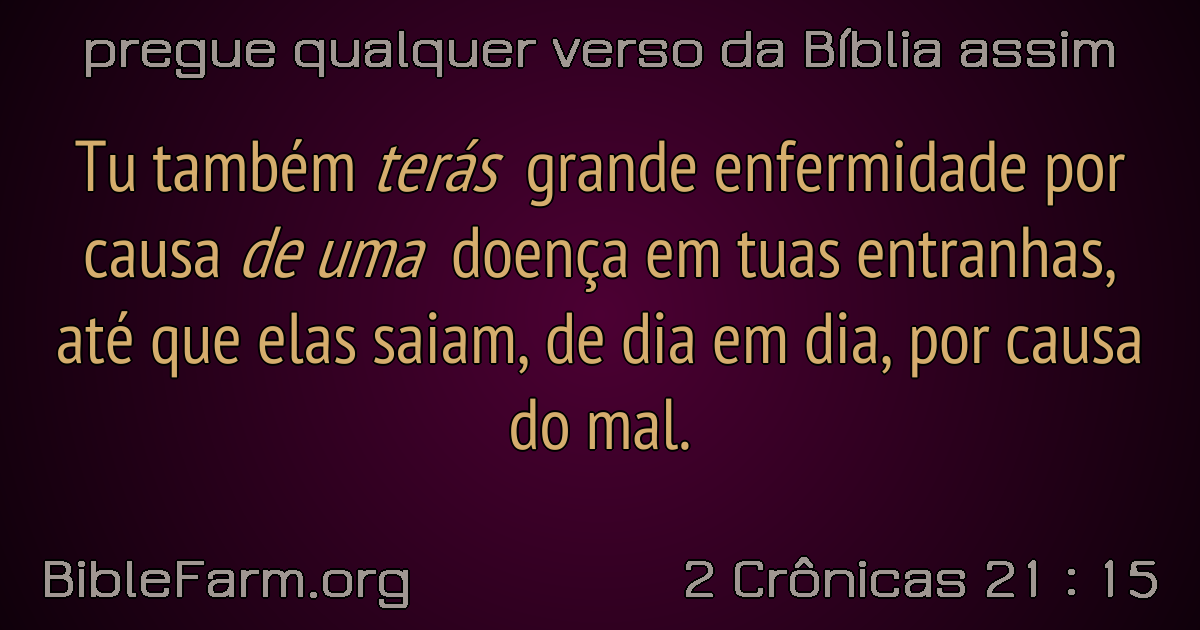 pregue qualquer verso da Bíblia assim
Tu também terás grande enfermidade por
causa de uma doença em tuas entranhas,
até que elas saiam, de dia em dia, por causa
do mal.
BibleFarm.org
2 Crônicas 21 : 15